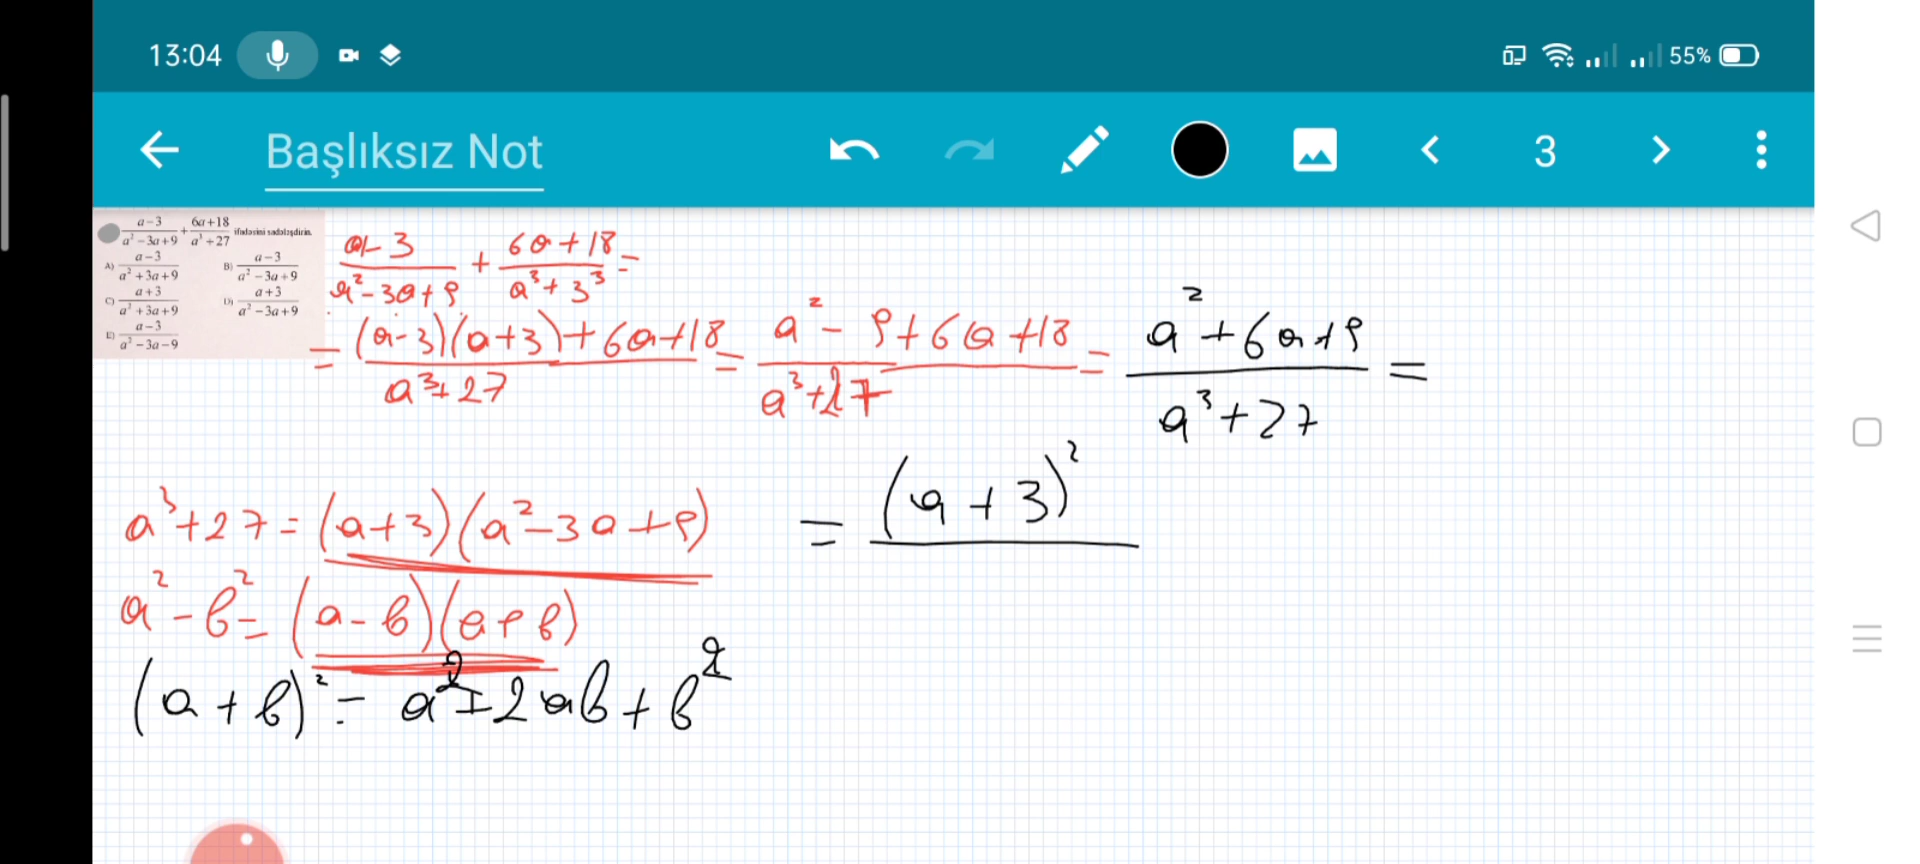 13:04 55%
Başlıksız Not 3
a-3/a²-3a+9 + 6a+18/a³+27 ifadəsini sadələşdirin.
A) a-3/a²+3a+9 B) a-3/a²-3a+9
C) a+3/a²+3a+9 D) a+3/a²-3a+9
E) a-3/a²-3a-9
a-3/a²-3a+9 + 6a+18/a³+3³ =
= (a-3)(a+3)+6a+18/a³+27 = a²-9+6a+18/a³+27 = a²+6a+9/a³+27 =
= (a+3)²
a³+27=(a+3)(a²-3a+9)
a²-b²=(a-b)(a+b)
(a+b)²=a²+2ab+b²